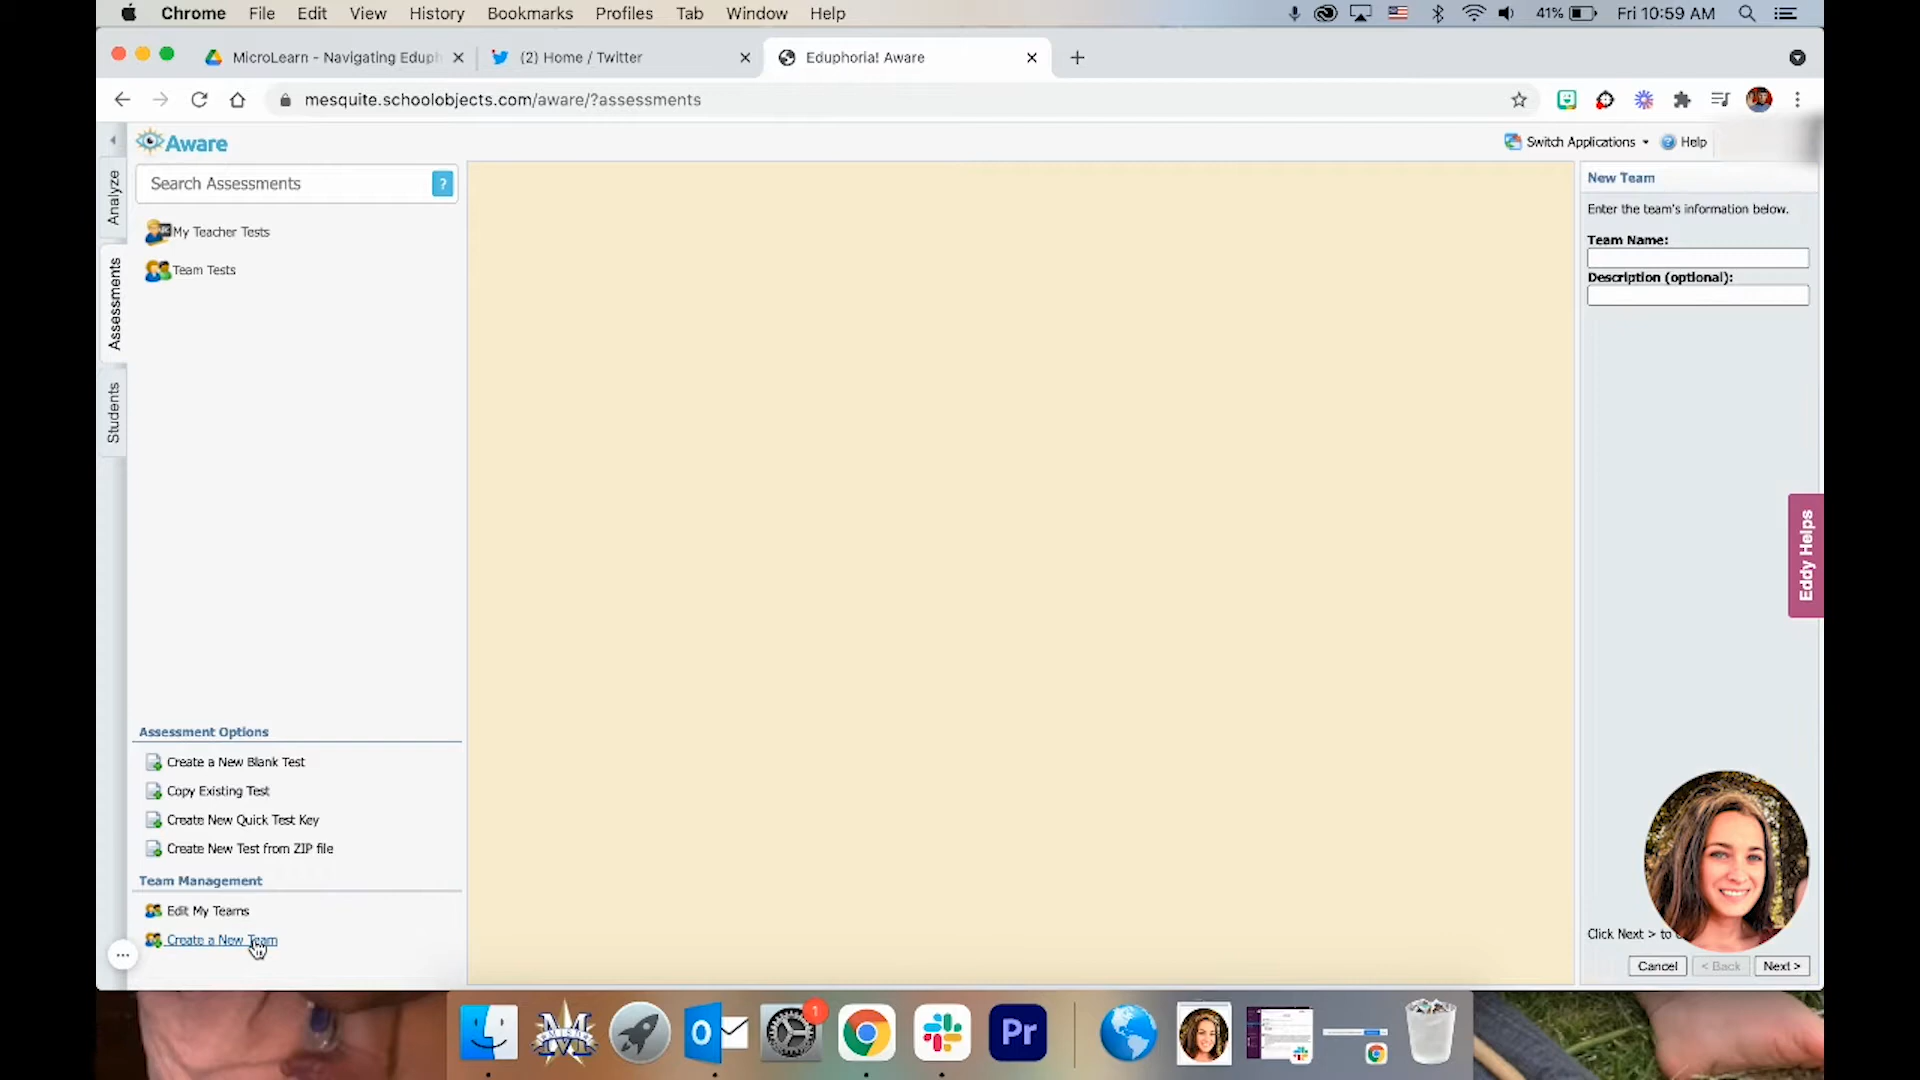 Chrome File Edit View History Bookmarks Profiles Tab Window Help 41% Fri 10:59 AM
MicroLearn - Navigating Eduph (2) Home / Twitter Eduphoria! Aware
mesquite.schoolobjects.com/aware/?assessments
Aware Switch Applications Help
Analyze
Assessments
Students
Search Assessments ?
My Teacher Tests
Team Tests
Assessment Options
Create a New Blank Test
Copy Existing Test
Create New Quick Test Key
Create New Test from ZIP file
Team Management
Edit My Teams
Create a New Team
New Team
Enter the team's information below.
Team Name:
Description (optional):
Eddy Helps
Click Next > to
Cancel < Back Next >
M
O
1
Pr